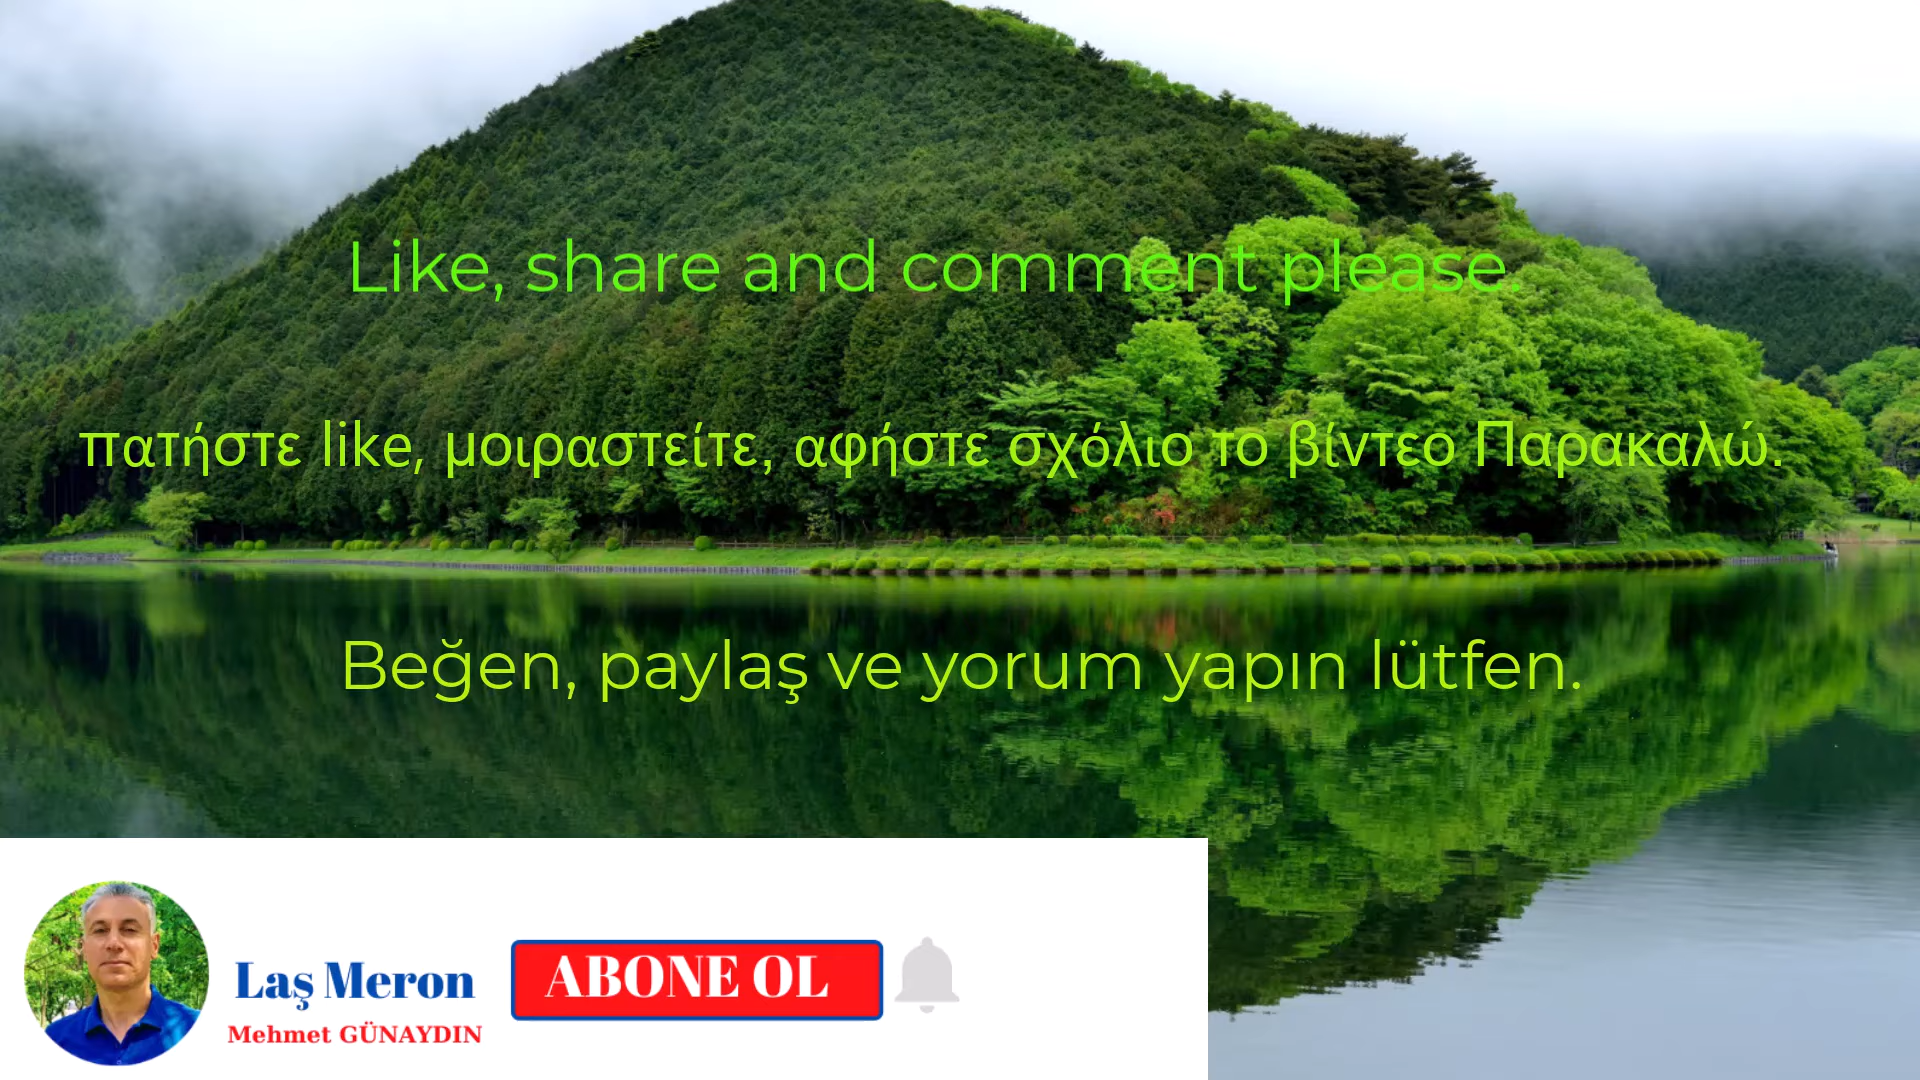 Like, share and comment please.
πατήστε like, μοιραστείτε, αφήστε σχόλιο το βίντεο Παρακαλώ.
Beğen, paylaş ve yorum yapın lütfen.
Laş Meron
Mehmet GÜNAYDIN
ABONE OL